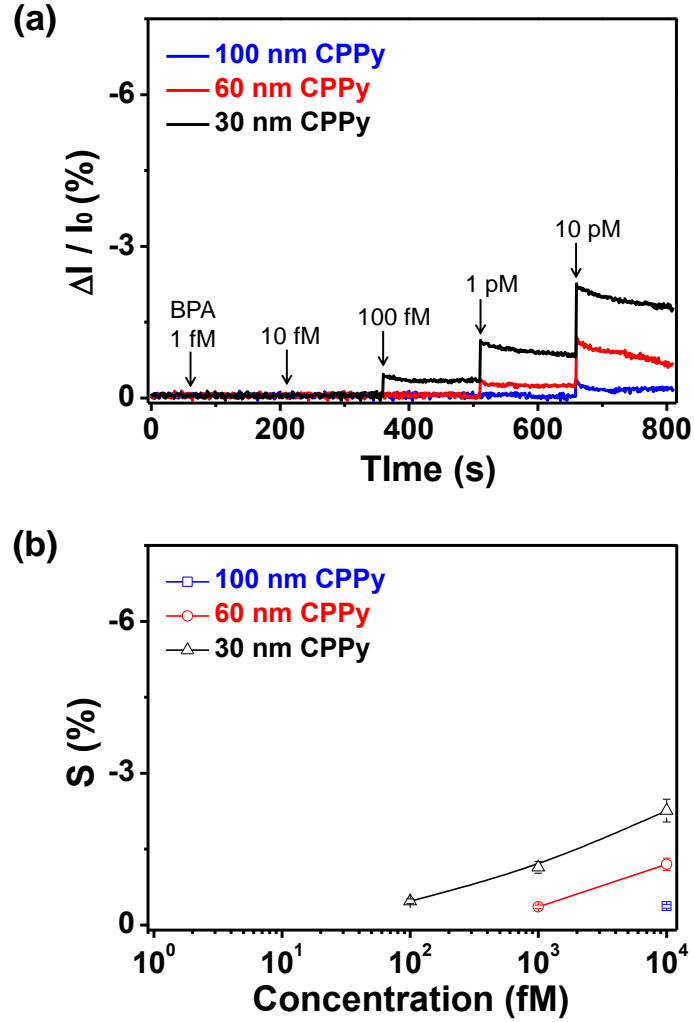 (a)
100 nm CPPy
60 nm CPPy
30 nm CPPy
-6
-3
0
ΔI / I₀ (%)
BPA
1 fM
10 fM
100 fM
1 pM
10 pM
0 200 400 600 800
TIme (s)
(b)
100 nm CPPy
60 nm CPPy
30 nm CPPy
-6
-3
0
S (%)
10⁰ 10¹ 10² 10³ 10⁴
Concentration (fM)